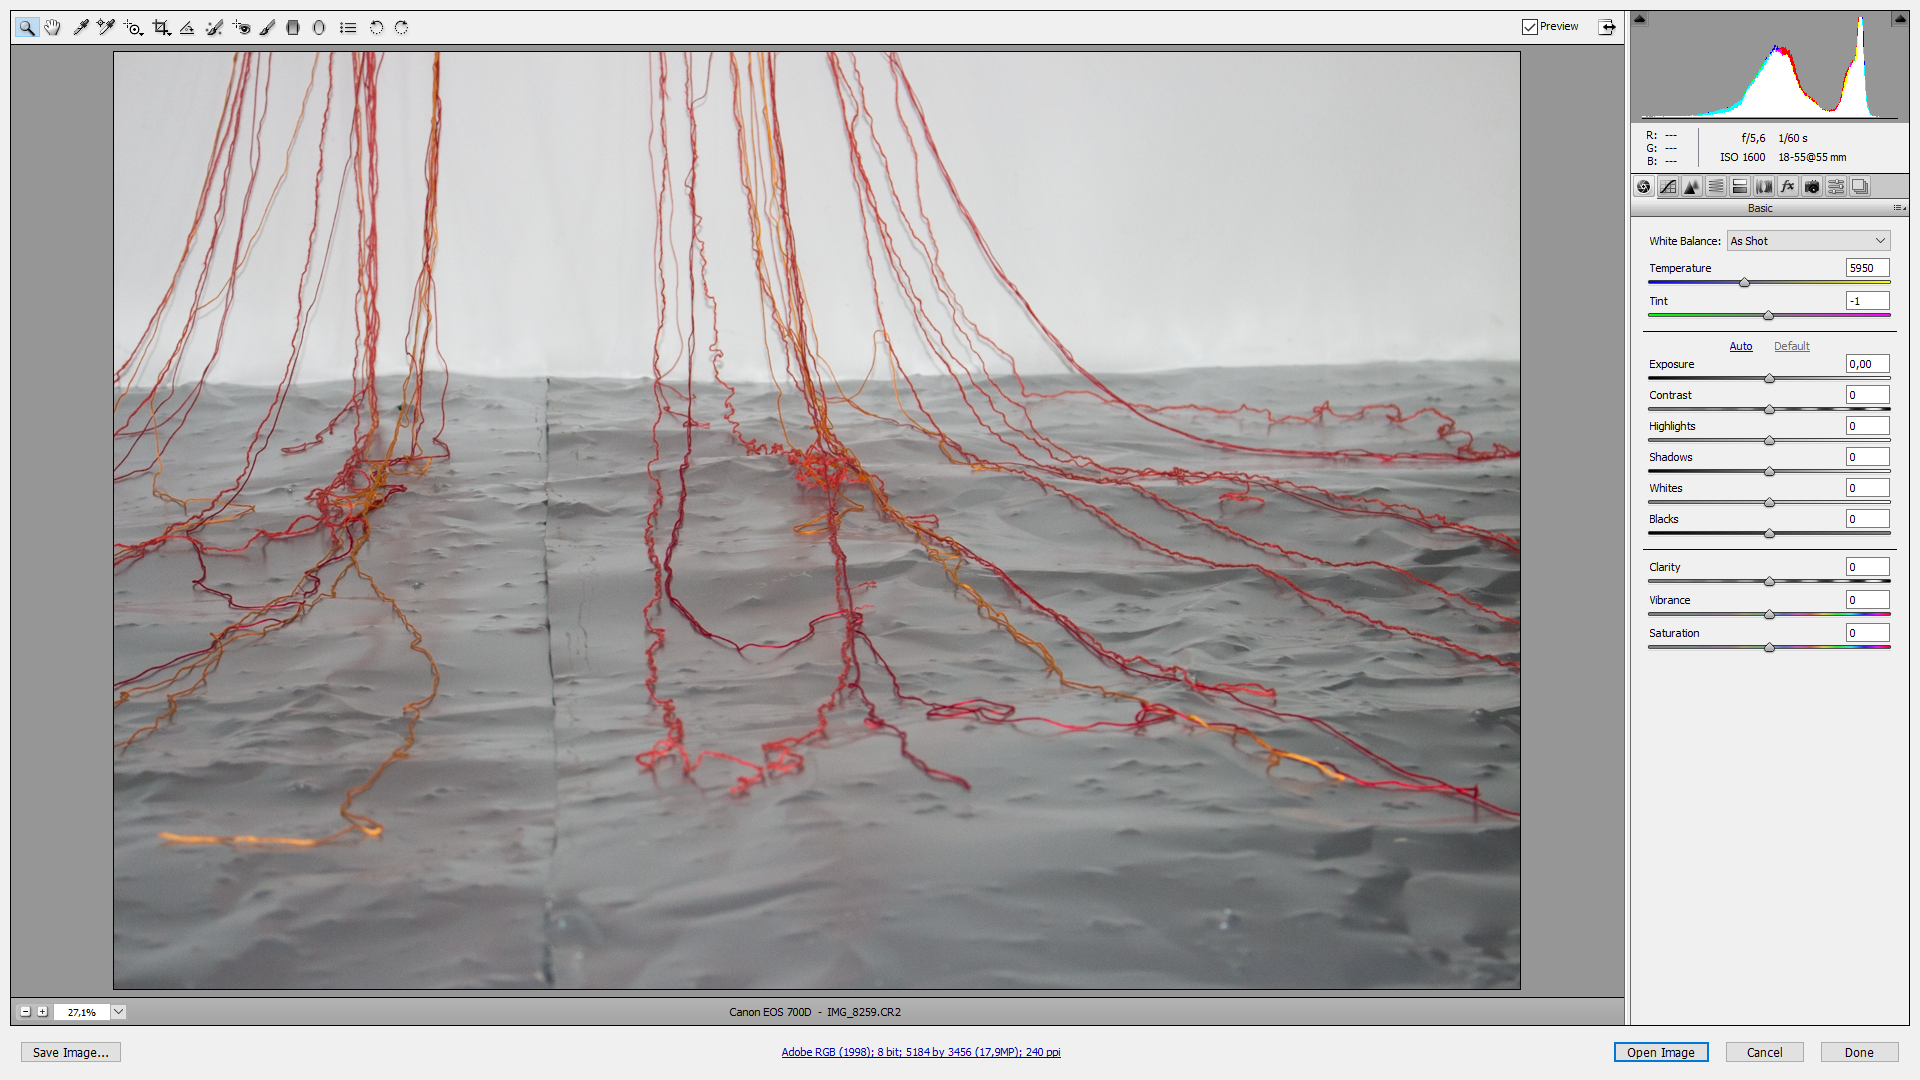 Preview
R: ---
G: ---
B: ---
f/5,6 1/60 s
ISO 1600 18-55@55 mm
fx
Basic
White Balance: As Shot
Temperature 5950
Tint -1
Auto Default
Exposure 0,00
Contrast 0
Highlights 0
Shadows 0
Whites 0
Blacks 0
Clarity 0
Vibrance 0
Saturation 0
27,1%
Canon EOS 700D - IMG_8259.CR2
Save Image...
Adobe RGB (1998); 8 bit; 5184 by 3456 (17,9MP); 240 ppi
Open Image
Cancel
Done